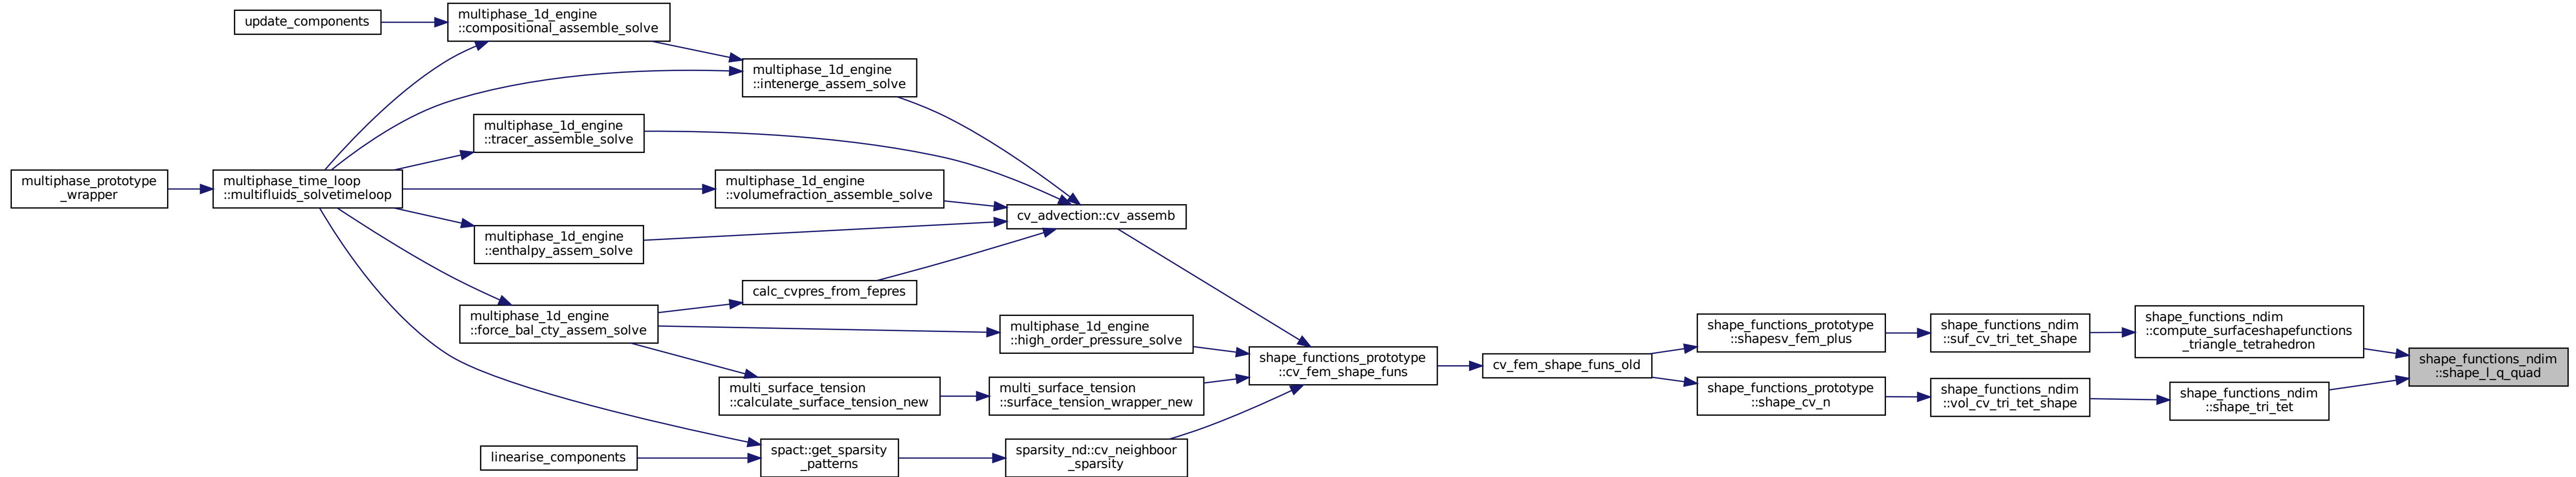 update_components
multiphase_1d_engine
::compositional_assemble_solve
multiphase_1d_engine
::intenerge_assem_solve
multiphase_1d_engine
::tracer_assemble_solve
multiphase_prototype
_wrapper
multiphase_time_loop
::multifluids_solvetimeloop
multiphase_1d_engine
::volumefraction_assemble_solve
cv_advection::cv_assemb
multiphase_1d_engine
::enthalpy_assem_solve
calc_cvpres_from_fepres
multiphase_1d_engine
::force_bal_cty_assem_solve
multiphase_1d_engine
::high_order_pressure_solve
shape_functions_prototype
::cv_fem_shape_funs
cv_fem_shape_funs_old
shape_functions_prototype
::shapesv_fem_plus
shape_functions_ndim
::suf_cv_tri_tet_shape
shape_functions_ndim
::compute_surfaceshapefunctions
_triangle_tetrahedron
shape_functions_ndim
::shape_l_q_quad
multi_surface_tension
::calculate_surface_tension_new
multi_surface_tension
::surface_tension_wrapper_new
shape_functions_prototype
::shape_cv_n
shape_functions_ndim
::vol_cv_tri_tet_shape
shape_functions_ndim
::shape_tri_tet
linearise_components
spact::get_sparsity
_patterns
sparsity_nd::cv_neighboor
_sparsity